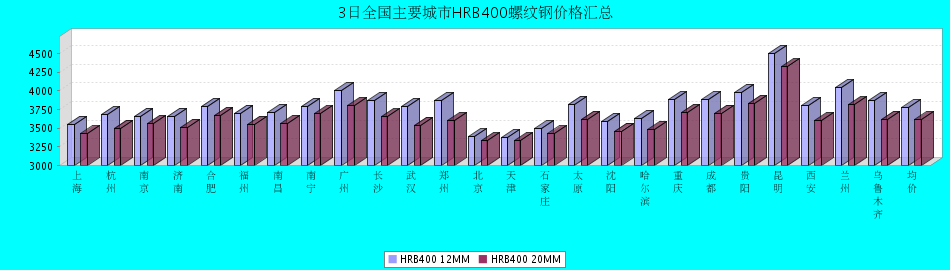 3日全国主要城市HRB400螺纹钢价格汇总
4500
4250
4000
3750
3500
3250
3000
上海
杭州
南京
济南
合肥
福州
南昌
南宁
广州
长沙
武汉
郑州
北京
天津
石家庄
太原
沈阳
哈尔滨
重庆
成都
贵阳
昆明
西安
兰州
乌鲁木齐
均价
HRB400 12MM
HRB400 20MM